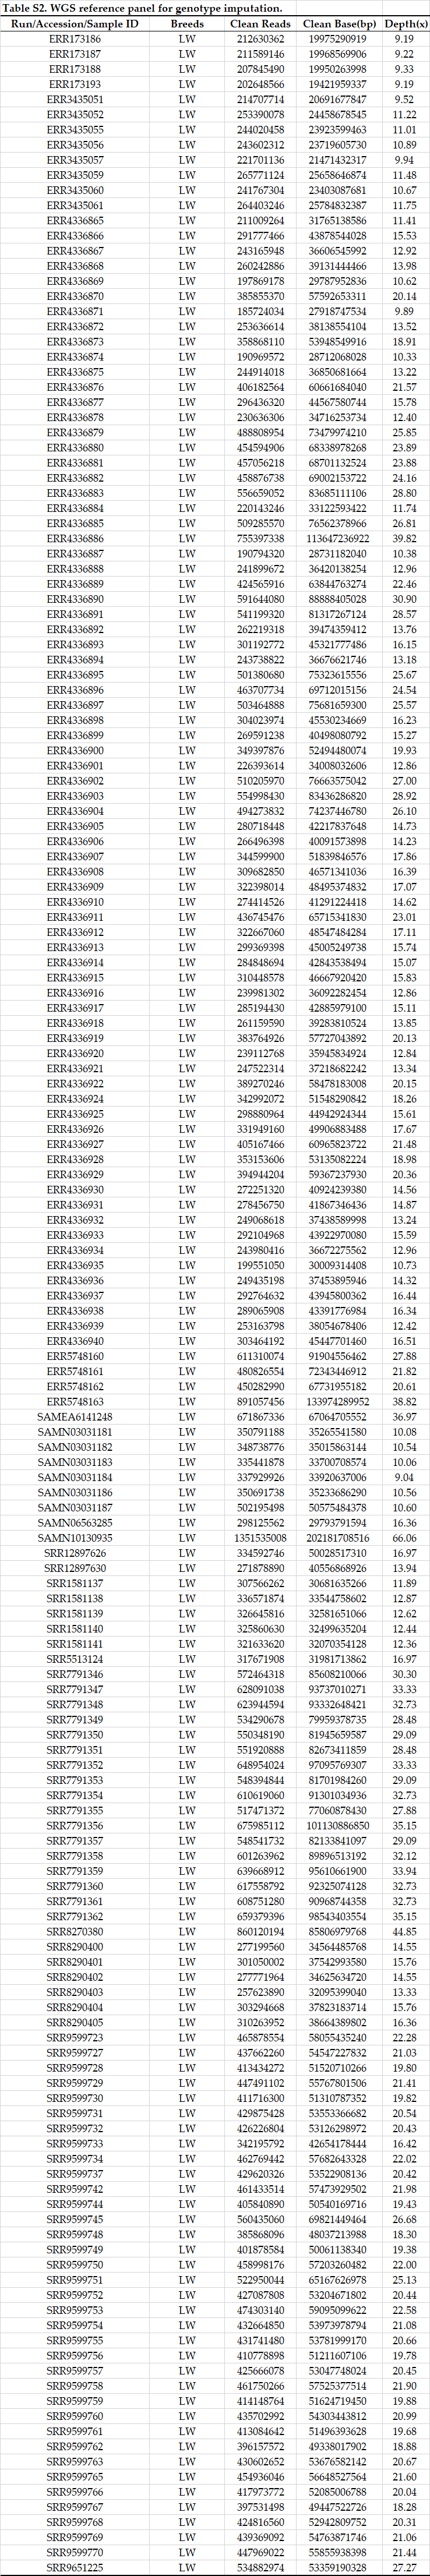 Table S2. WGS reference panel for genotype imputation.
Run/Accession/Sample ID Breeds Clean Reads Clean Base(bp) Depth(x)
ERR173186 LW 212630362 19975290919 9.19
ERR173187 LW 211589146 19968569906 9.22
ERR173188 LW 207845490 19950263998 9.33
ERR173193 LW 202648566 19421959337 9.19
ERR3435051 LW 214707714 20691677847 9.52
ERR3435052 LW 253390078 24458678545 11.22
ERR3435055 LW 244020458 23923599463 11.01
ERR3435056 LW 243602312 23719605730 10.89
ERR3435057 LW 221701136 21471432317 9.94
ERR3435059 LW 265771124 25658646874 11.48
ERR3435060 LW 241767304 23403087681 10.67
ERR3435061 LW 264403246 25784832387 11.75
ERR4336865 LW 211009264 31765138586 11.41
ERR4336866 LW 291777466 43878544028 15.53
ERR4336867 LW 243165948 36606545992 12.92
ERR4336868 LW 260242886 39131444466 13.98
ERR4336869 LW 197869178 29787952836 10.62
ERR4336870 LW 385855370 57592653311 20.14
ERR4336871 LW 185724034 27918747534 9.89
ERR4336872 LW 253636614 38138554104 13.52
ERR4336873 LW 358868110 53948549916 18.91
ERR4336874 LW 190969572 28712068028 10.33
ERR4336875 LW 244914018 36850681664 13.22
ERR4336876 LW 406182564 60661684040 21.57
ERR4336877 LW 296436320 44567580744 15.78
ERR4336878 LW 230636306 34716253734 12.40
ERR4336879 LW 488808954 73479974210 25.85
ERR4336880 LW 454594906 68338978268 23.89
ERR4336881 LW 457056218 68701132524 23.88
ERR4336882 LW 458876738 69002153722 24.16
ERR4336883 LW 556659052 83685111106 28.80
ERR4336884 LW 220143246 33122593422 11.74
ERR4336885 LW 509285570 76562378966 26.81
ERR4336886 LW 755397338 113647236922 39.82
ERR4336887 LW 190794320 28731182040 10.38
ERR4336888 LW 241899672 36420138254 12.96
ERR4336889 LW 424565916 63844763274 22.46
ERR4336890 LW 591644080 88888405028 30.90
ERR4336891 LW 541199320 81317267124 28.57
ERR4336892 LW 262219318 39474359412 13.76
ERR4336893 LW 301192772 45321777486 16.15
ERR4336894 LW 243738822 36676621746 13.18
ERR4336895 LW 501380680 75323615556 25.67
ERR4336896 LW 463707734 69712015156 24.54
ERR4336897 LW 503464888 75681659300 25.57
ERR4336898 LW 304023974 45530234669 16.23
ERR4336899 LW 269591238 40498080792 15.27
ERR4336900 LW 349397876 52494480074 19.93
ERR4336901 LW 226393614 34008032606 12.86
ERR4336902 LW 510205970 76663575042 27.00
ERR4336903 LW 554998430 83436286820 28.92
ERR4336904 LW 494273832 74237446780 26.10
ERR4336905 LW 280718448 42217837648 14.73
ERR4336906 LW 266496398 40091573898 14.23
ERR4336907 LW 344599900 51839846576 17.86
ERR4336908 LW 309682850 46571341036 16.39
ERR4336909 LW 322398014 48495374832 17.07
ERR4336910 LW 274414526 41291224418 14.62
ERR4336911 LW 436745476 65715341830 23.01
ERR4336912 LW 322667060 48547484284 17.11
ERR4336913 LW 299369398 45005249738 15.74
ERR4336914 LW 284848694 42843538494 15.07
ERR4336915 LW 310448578 46667920420 15.83
ERR4336916 LW 239981302 36092282454 12.86
ERR4336917 LW 285194430 42885979100 15.11
ERR4336918 LW 261159590 39283810524 13.85
ERR4336919 LW 383764926 57727043892 20.13
ERR4336920 LW 239112768 35945834924 12.84
ERR4336921 LW 247522314 37218682242 13.34
ERR4336922 LW 389270246 58478183008 20.15
ERR4336924 LW 342992072 51548290842 18.26
ERR4336925 LW 298880964 44942924344 15.61
ERR4336926 LW 331949160 49906883488 17.67
ERR4336927 LW 405167466 60965823722 21.48
ERR4336928 LW 353153606 53135082224 18.98
ERR4336929 LW 394944204 59367237930 20.36
ERR4336930 LW 272251320 40924239380 14.56
ERR4336931 LW 278456750 41867346436 14.87
ERR4336932 LW 249068618 37438589998 13.24
ERR4336933 LW 292104968 43922970080 15.59
ERR4336934 LW 243980416 36672275562 12.96
ERR4336935 LW 199551050 30009314408 10.73
ERR4336936 LW 249435198 37453895946 14.32
ERR4336937 LW 292764632 43945800362 16.44
ERR4336938 LW 289065908 43391776984 16.34
ERR4336939 LW 253163798 38054678406 12.42
ERR4336940 LW 303464192 45447701460 16.51
ERR5748160 LW 611310074 91904556462 27.88
ERR5748161 LW 480826554 72343446912 21.82
ERR5748162 LW 450282990 67731955182 20.61
ERR5748163 LW 891057456 133974289952 38.82
SAMEA6141248 LW 671867336 67064705552 36.97
SAMN03031181 LW 350791188 35265541580 10.08
SAMN03031182 LW 348738776 35015863144 10.54
SAMN03031183 LW 335441878 33700708574 10.06
SAMN03031184 LW 337929926 33920637006 9.04
SAMN03031186 LW 350691738 35233686290 10.56
SAMN03031187 LW 502195498 50575484378 10.60
SAMN06563285 LW 298125562 29793791594 16.36
SAMN10130935 LW 1351535008 202181708516 66.06
SRR12897626 LW 334592746 50028517310 16.97
SRR12897630 LW 271878890 40556868926 13.94
SRR1581137 LW 307566262 30681635266 11.89
SRR1581138 LW 336571874 33544758602 12.87
SRR1581139 LW 326645816 32581651066 12.62
SRR1581140 LW 325860630 32499635204 12.44
SRR1581141 LW 321633620 32070354128 12.36
SRR5513124 LW 317671908 31981713862 16.97
SRR7791346 LW 572464318 85608210066 30.30
SRR7791347 LW 628091038 93737010271 33.33
SRR7791348 LW 623944594 93332648421 32.73
SRR7791349 LW 534290678 79959378735 28.48
SRR7791350 LW 550348190 81945659587 29.09
SRR7791351 LW 551920888 82673411859 28.48
SRR7791352 LW 648954024 97095769307 33.33
SRR7791353 LW 548394844 81701984260 29.09
SRR7791354 LW 610619060 91301034936 32.73
SRR7791355 LW 517471372 77060878430 27.88
SRR7791356 LW 675985112 101130886850 35.15
SRR7791357 LW 548541732 82133841097 29.09
SRR7791358 LW 601263962 89896513192 32.12
SRR7791359 LW 639668912 95610661900 33.94
SRR7791360 LW 617558792 92325074128 32.73
SRR7791361 LW 608751280 90968744358 32.73
SRR7791362 LW 659379396 98543403554 35.15
SRR8270380 LW 860120194 85806979768 44.85
SRR8290400 LW 277199560 34564485768 14.55
SRR8290401 LW 301050002 37542993580 15.76
SRR8290402 LW 277771964 34625634720 14.55
SRR8290403 LW 257623890 32095399040 13.33
SRR8290404 LW 303294668 37823183714 15.76
SRR8290405 LW 310263952 38664389802 16.36
SRR9599723 LW 465878554 58055435240 22.28
SRR9599727 LW 437662260 54547227832 21.03
SRR9599728 LW 413434272 51520710266 19.80
SRR9599729 LW 447491102 55767801506 21.41
SRR9599730 LW 411716300 51310787352 19.82
SRR9599731 LW 429875428 53553366682 20.54
SRR9599732 LW 426226804 53126298972 20.43
SRR9599733 LW 342195792 42654178444 16.42
SRR9599734 LW 462769442 57682643328 22.02
SRR9599737 LW 429620326 53522908136 20.42
SRR9599742 LW 461433514 57473929502 21.98
SRR9599744 LW 405840890 50540169716 19.43
SRR9599745 LW 560435060 69821449464 26.68
SRR9599748 LW 385868096 48037213988 18.30
SRR9599749 LW 401878584 50061138340 19.38
SRR9599750 LW 458998176 57203260482 22.00
SRR9599751 LW 522950044 65167626978 25.13
SRR9599752 LW 427087808 53204671802 20.44
SRR9599753 LW 474303140 59095099622 22.58
SRR9599754 LW 432664850 53973978794 21.08
SRR9599755 LW 431741480 53781999170 20.66
SRR9599756 LW 410778898 51211607106 19.78
SRR9599757 LW 425666078 53047748024 20.45
SRR9599758 LW 461750266 57525377514 21.90
SRR9599759 LW 414148764 51624719450 19.88
SRR9599760 LW 435702992 54303443812 20.99
SRR9599761 LW 413084642 51496393628 19.68
SRR9599762 LW 396157572 49338017902 18.88
SRR9599763 LW 430602652 53676582142 20.67
SRR9599765 LW 454936046 56648527564 21.60
SRR9599766 LW 417973772 52085006788 20.04
SRR9599767 LW 397531498 49447522726 18.28
SRR9599768 LW 424816560 52942809752 20.31
SRR9599769 LW 439369092 54763871746 21.06
SRR9599770 LW 447969022 55855938398 21.44
SRR9651225 LW 534882974 53359190328 27.27